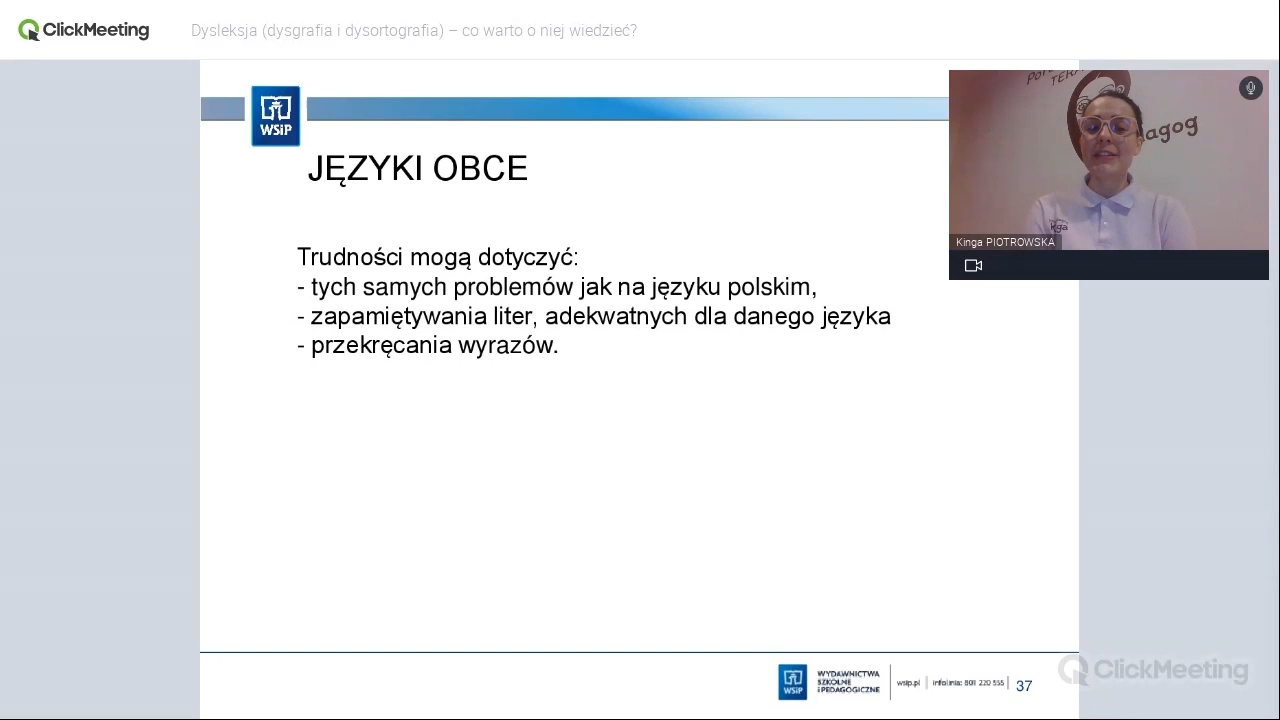 ClickMeeting
Dysleksja (dysgrafia i dysortografia) – co warto o niej wiedzieć?
WSiP
agog
Kinga PIOTROWSKA
JĘZYKI OBCE
Trudności mogą dotyczyć:
- tych samych problemów jak na języku polskim,
- zapamiętywania liter, adekwatnych dla danego języka
- przekręcania wyrazów.
WSiP
WYDAWNICTWA
SZKOLNE
i PEDAGOGICZNE
wsip.pl
infolinia: 801 220 555
37
ClickMeeting